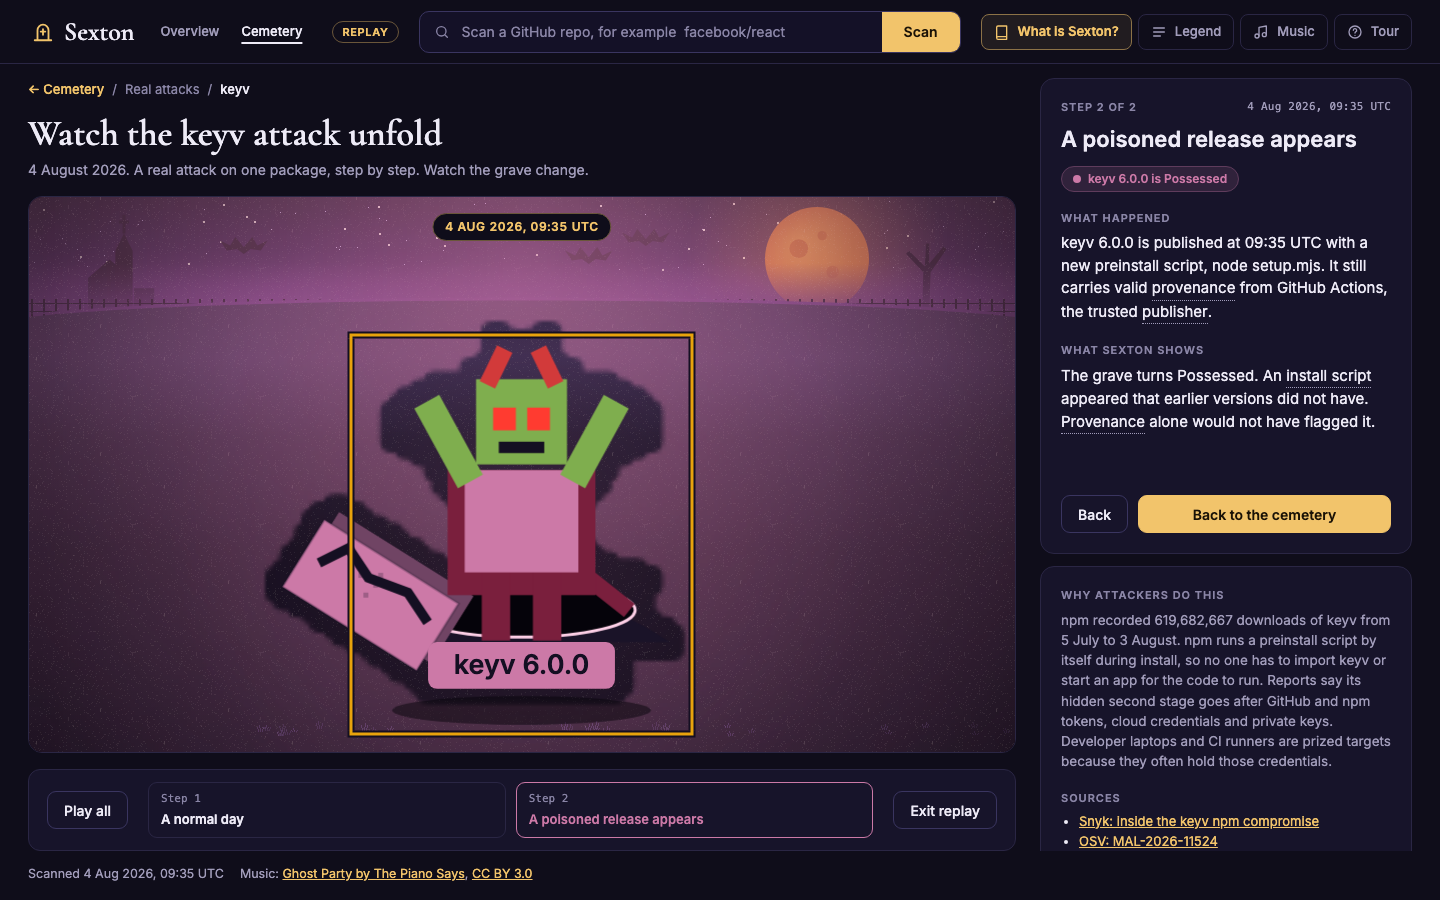 Sexton
Overview
Cemetery
REPLAY
Scan a GitHub repo, for example facebook/react
Scan
What is Sexton?
Legend
Music
Tour
← Cemetery / Real attacks / keyv
Watch the keyv attack unfold
4 August 2026. A real attack on one package, step by step. Watch the grave change.
4 AUG 2026, 09:35 UTC
keyv 6.0.0
Play all
Step 1
A normal day
Step 2
A poisoned release appears
Exit replay
Scanned 4 Aug 2026, 09:35 UTC
Music: Ghost Party by The Piano Says, CC BY 3.0
STEP 2 OF 2
4 Aug 2026, 09:35 UTC
A poisoned release appears
keyv 6.0.0 is Possessed
WHAT HAPPENED
keyv 6.0.0 is published at 09:35 UTC with a
new preinstall script, node setup.mjs. It still
carries valid provenance from GitHub Actions,
the trusted publisher.
WHAT SEXTON SHOWS
The grave turns Possessed. An install script
appeared that earlier versions did not have.
Provenance alone would not have flagged it.
Back
Back to the cemetery
WHY ATTACKERS DO THIS
npm recorded 619,682,667 downloads of keyv from
5 July to 3 August. npm runs a preinstall script by
itself during install, so no one has to import keyv or
start an app for the code to run. Reports say its
hidden second stage goes after GitHub and npm
tokens, cloud credentials and private keys.
Developer laptops and CI runners are prized targets
because they often hold those credentials.
SOURCES
• Snyk: Inside the keyv npm compromise
• OSV: MAL-2026-11524